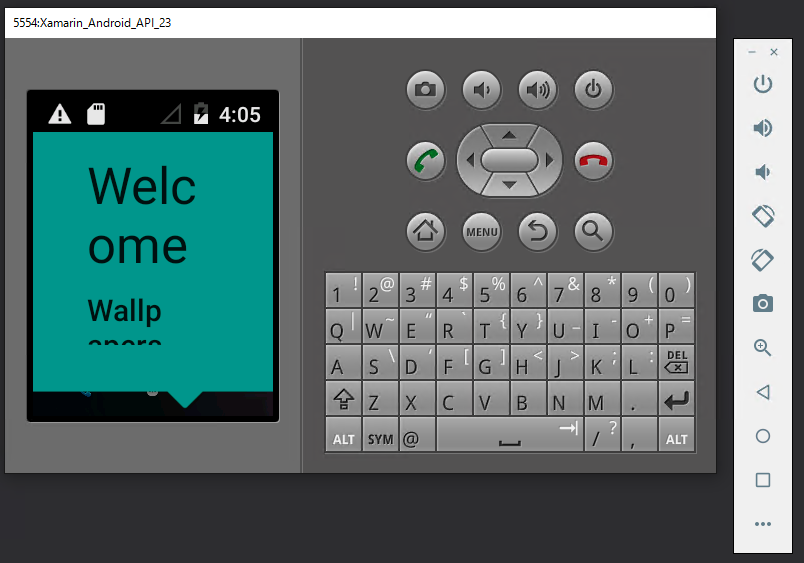 5554:Xamarin_Android_API_23
4:05
Welc
ome
Wallp
MENU
1 ! 2 @ 3 # 4 $ 5 % 6 ^ 7 & 8 * 9 ( 0 )
Q | W ~ E “ R ` T { Y } U _ I - O + P =
A S \ D ‘ F [ G ] H < J > K ; L : DEL
Z X C V B N M .
ALT SYM @ / ? , ALT